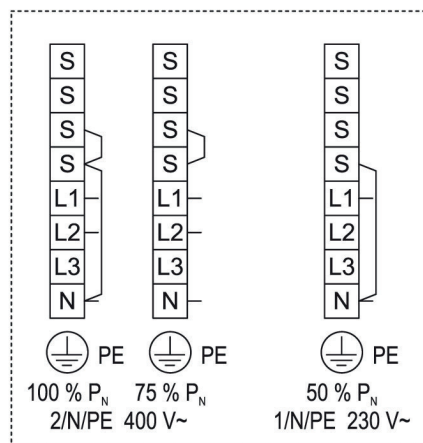 S S S
S S S
S S S
S S S
L1 L1 L1
L2 L2 L2
L3 L3 L3
N N N
PE PE PE
100 % P_N 75 % P_N 50 % P_N
2/N/PE 400 V~ 1/N/PE 230 V~